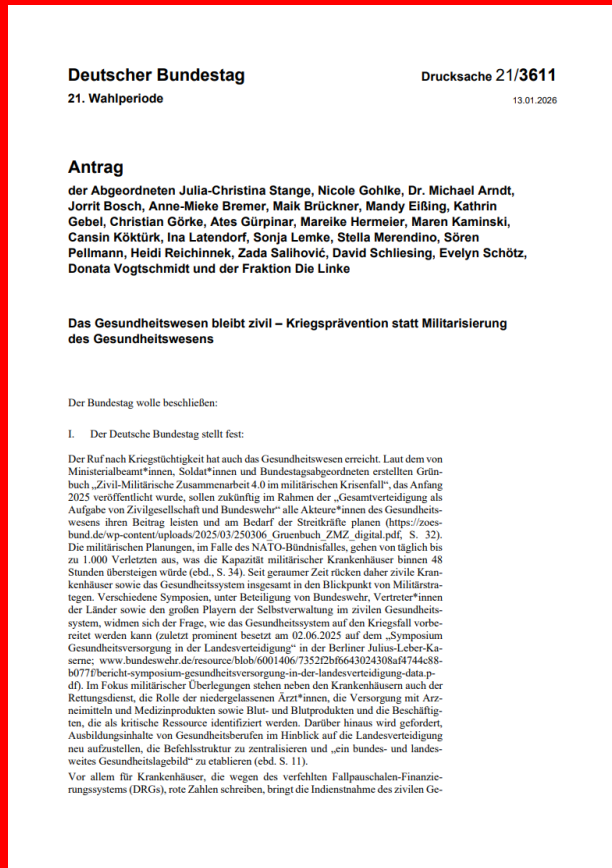 Deutscher Bundestag
Drucksache 21/3611
21. Wahlperiode
13.01.2026
Antrag
der Abgeordneten Julia-Christina Stange, Nicole Gohlke, Dr. Michael Arndt,
Jorrit Bosch, Anne-Mieke Bremer, Maik Brückner, Mandy Eißing, Kathrin
Gebel, Christian Görke, Ates Gürpinar, Mareike Hermeier, Maren Kaminski,
Cansin Köktürk, Ina Latendorf, Sonja Lemke, Stella Merendino, Sören
Pellmann, Heidi Reichinnek, Zada Salihović, David Schliesing, Evelyn Schötz,
Donata Vogtschmidt und der Fraktion Die Linke
Das Gesundheitswesen bleibt zivil – Kriegsprävention statt Militarisierung
des Gesundheitswesens
Der Bundestag wolle beschließen:
I. Der Deutsche Bundestag stellt fest:
Der Ruf nach Kriegstüchtigkeit hat auch das Gesundheitswesen erreicht. Laut dem von
Ministerialbeamt*innen, Soldat*innen und Bundestagsabgeordneten erstellten Grün-
buch „Zivil-Militärische Zusammenarbeit 4.0 im militärischen Krisenfall“, das Anfang
2025 veröffentlicht wurde, sollen zukünftig im Rahmen der „Gesamtverteidigung als
Aufgabe von Zivilgesellschaft und Bundeswehr“ alle Akteure*innen des Gesundheits-
wesens ihren Beitrag leisten und am Bedarf der Streitkräfte planen (https://zoes-
bund.de/wp-content/uploads/2025/03/250306_Gruenbuch_ZMZ_digital.pdf, S. 32).
Die militärischen Planungen, im Falle des NATO-Bündnisfalles, gehen von täglich bis
zu 1.000 Verletzten aus, was die Kapazität militärischer Krankenhäuser binnen 48
Stunden übersteigen würde (ebd., S. 34). Seit geraumer Zeit rücken daher zivile Kran-
kenhäuser sowie das Gesundheitssystem insgesamt in den Blickpunkt von Militärstra-
tegen. Verschiedene Symposien, unter Beteiligung von Bundeswehr, Vertreter*innen
der Länder sowie den großen Playern der Selbstverwaltung im zivilen Gesundheits-
system, widmen sich der Frage, wie das Gesundheitssystem auf den Kriegsfall vorbe-
reitet werden kann (zuletzt prominent besetzt am 02.06.2025 auf dem „Symposium
Gesundheitsversorgung in der Landesverteidigung“ in der Berliner Julius-Leber-Ka-
serne; www.bundeswehr.de/resource/blob/6001406/7352f2bf6643024308af4744c88-
b077f/bericht-symposium-gesundheitsversorgung-in-der-landesverteidigung-data.p-
df). Im Fokus militärischer Überlegungen stehen neben den Krankenhäusern auch der
Rettungsdienst, die Rolle der niedergelassenen Ärzt*innen, die Versorgung mit Arz-
neimitteln und Medizinprodukten sowie Blut- und Blutprodukten und die Beschäftig-
ten, die als kritische Ressource identifiziert werden. Darüber hinaus wird gefordert,
Ausbildungsinhalte von Gesundheitsberufen im Hinblick auf die Landesverteidigung
neu aufzustellen, die Befehlsstruktur zu zentralisieren und „ein bundes- und landes-
weites Gesundheitslagebild“ zu etablieren (ebd. S. 11).
Vor allem für Krankenhäuser, die wegen des verfehlten Fallpauschalen-Finanzie-
rungssystems (DRGs), rote Zahlen schreiben, bringt die Indienstnahme des zivilen Ge-